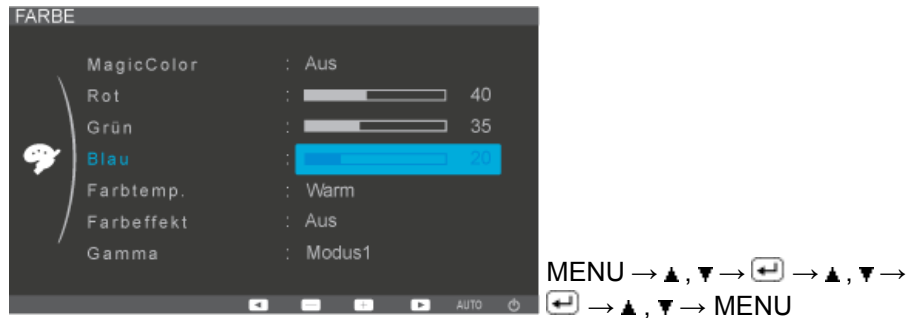 FARBE
MagicColor : Aus
Rot : 40
Grün : 35
Blau : 20
Farbtemp. : Warm
Farbeffekt : Aus
Gamma : Modus1
AUTO
MENU → ▲ , ▼ → ↵ → ▲ , ▼ →
↵ → ▲ , ▼ → MENU